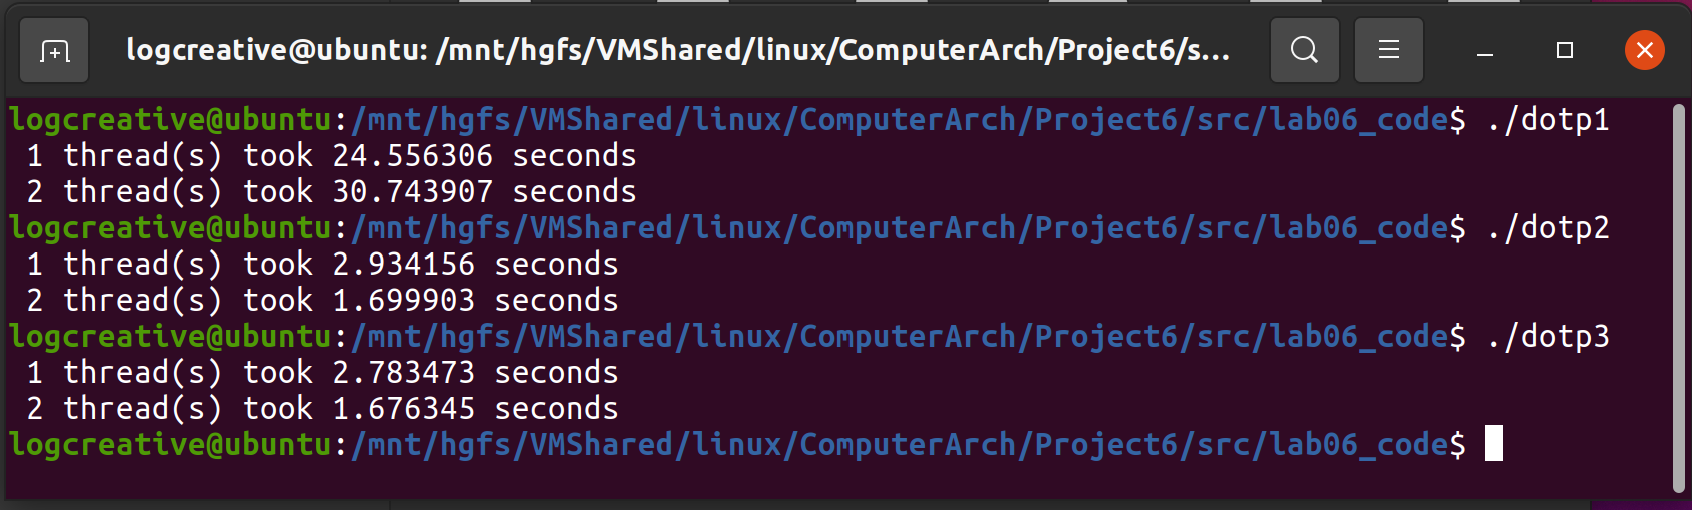 logcreative@ubuntu: /mnt/hgfs/VMShared/linux/ComputerArch/Project6/s...
logcreative@ubuntu:/mnt/hgfs/VMShared/linux/ComputerArch/Project6/src/lab06_code$ ./dotp1
 1 thread(s) took 24.556306 seconds
 2 thread(s) took 30.743907 seconds
logcreative@ubuntu:/mnt/hgfs/VMShared/linux/ComputerArch/Project6/src/lab06_code$ ./dotp2
 1 thread(s) took 2.934156 seconds
 2 thread(s) took 1.699903 seconds
logcreative@ubuntu:/mnt/hgfs/VMShared/linux/ComputerArch/Project6/src/lab06_code$ ./dotp3
 1 thread(s) took 2.783473 seconds
 2 thread(s) took 1.676345 seconds
logcreative@ubuntu:/mnt/hgfs/VMShared/linux/ComputerArch/Project6/src/lab06_code$